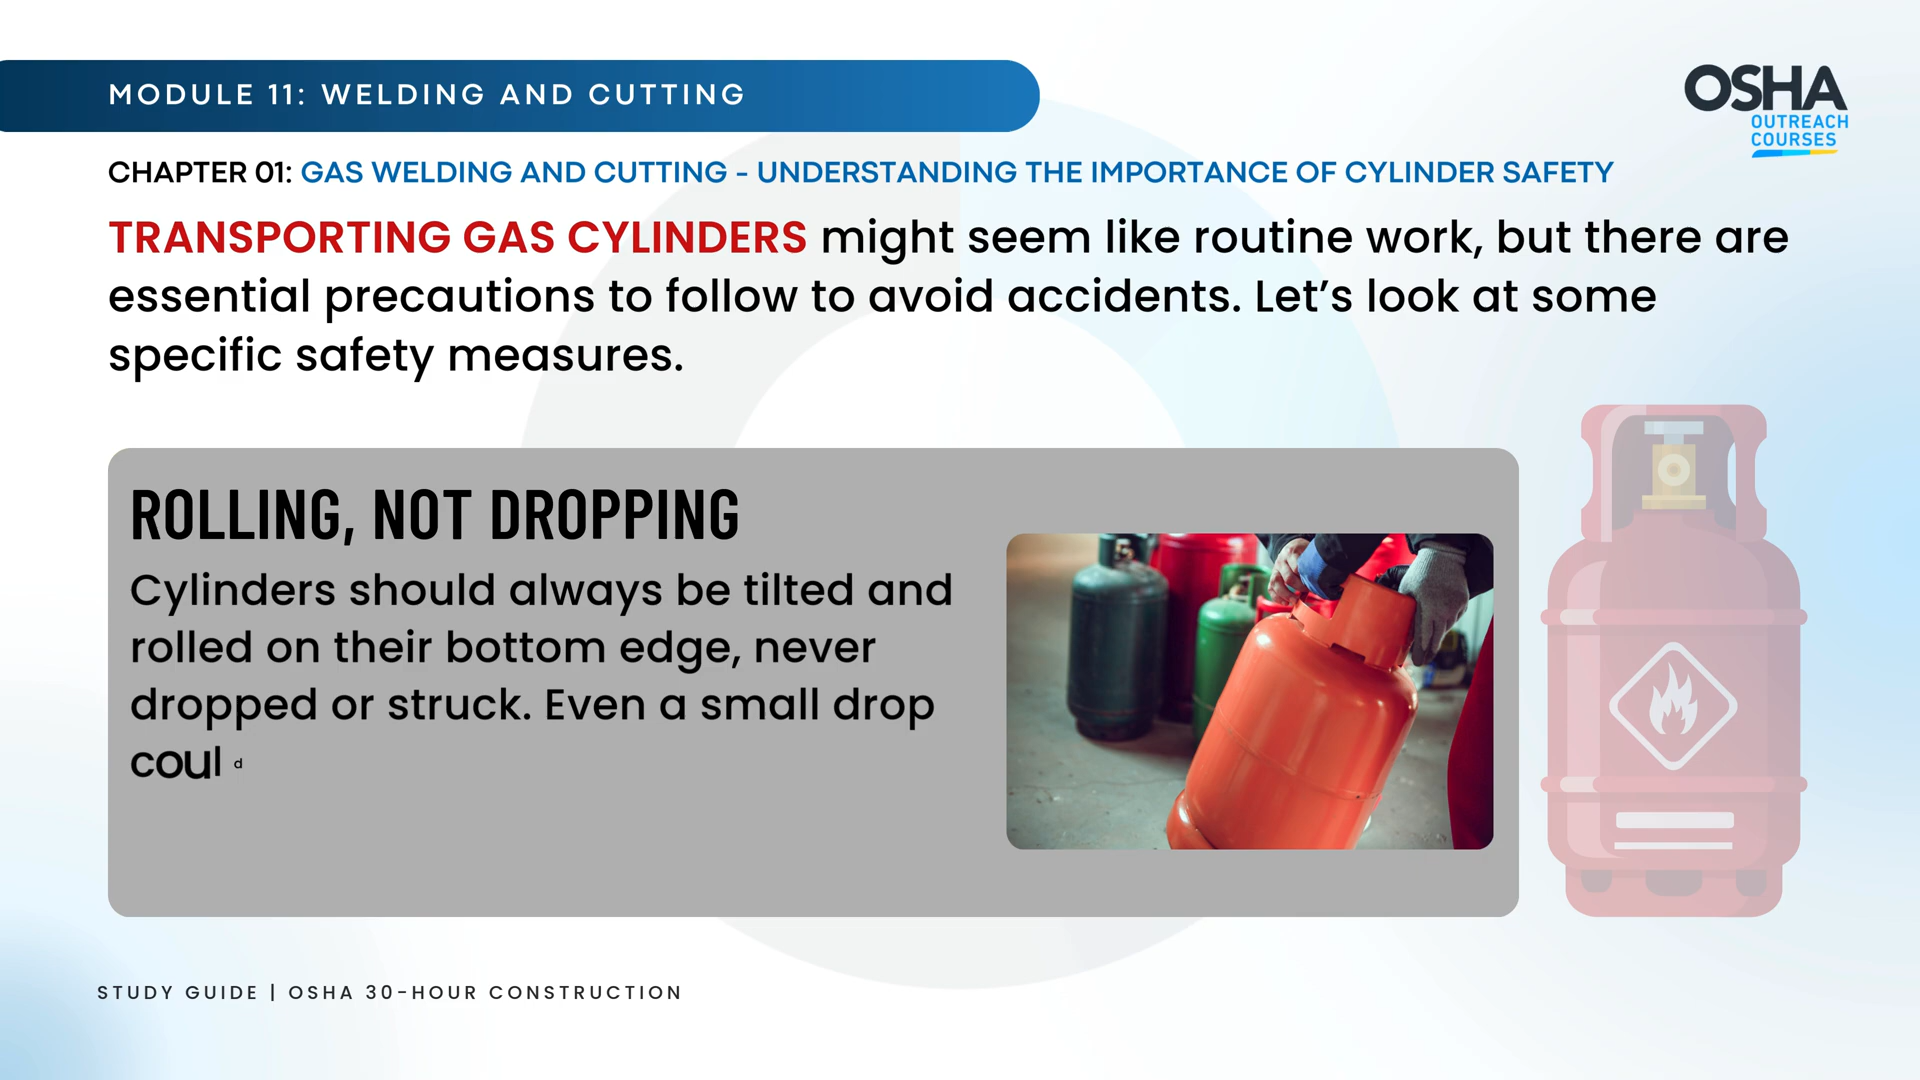 MODULE 11: WELDING AND CUTTING
OSHA
OUTREACH
COURSES
CHAPTER 01: GAS WELDING AND CUTTING - UNDERSTANDING THE IMPORTANCE OF CYLINDER SAFETY
TRANSPORTING GAS CYLINDERS might seem like routine work, but there are
essential precautions to follow to avoid accidents. Let’s look at some
specific safety measures.
ROLLING, NOT DROPPING
Cylinders should always be tilted and
rolled on their bottom edge, never
dropped or struck. Even a small drop
coul d
STUDY GUIDE | OSHA 30-HOUR CONSTRUCTION